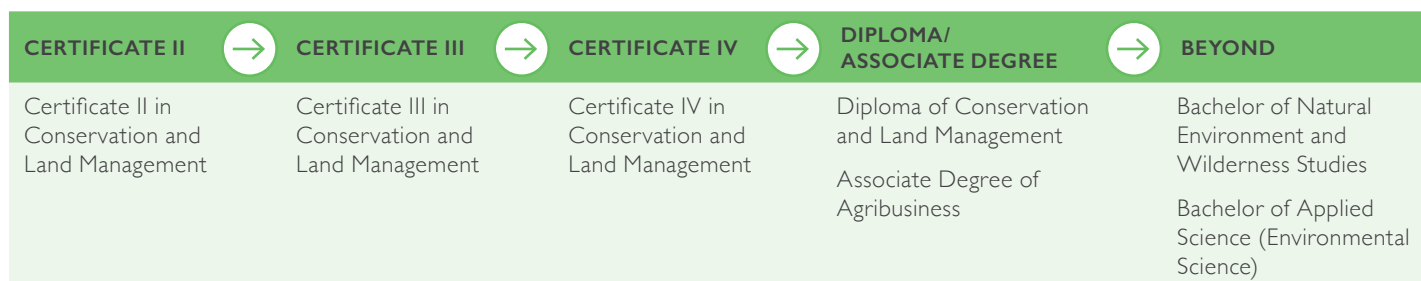 CERTIFICATE II
CERTIFICATE III
CERTIFICATE IV
DIPLOMA/
ASSOCIATE DEGREE
BEYOND
Certificate II in
Conservation and
Land Management
Certificate III in
Conservation and
Land Management
Certificate IV in
Conservation and
Land Management
Diploma of Conservation
and Land Management
Associate Degree of
Agribusiness
Bachelor of Natural
Environment and
Wilderness Studies
Bachelor of Applied
Science (Environmental
Science)